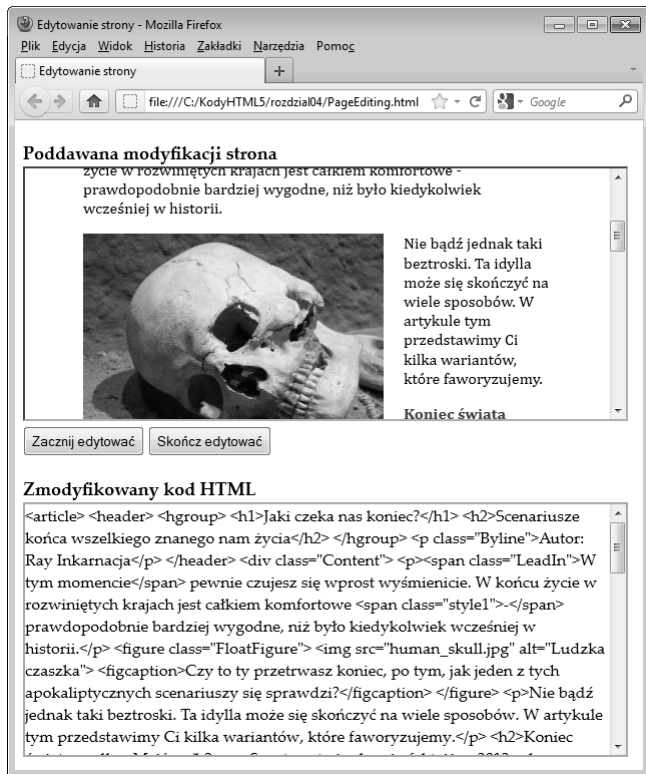 Edytowanie strony - Mozilla Firefox
Plik Edycja Widok Historia Zakładki Narzędzia Pomoc
Edytowanie strony
file:///C:/KodyHTML5/rozdzial04/PageEditing.html
Google
Poddawana modyfikacji strona
życie w rozwiniętych krajach jest całkiem komfortowe -
prawdopodobnie bardziej wygodne, niż było kiedykolwiek
wcześniej w historii.
Nie bądź jednak taki
beztroski. Ta idylla
może się skończyć na
wiele sposobów. W
artykule tym
przedstawimy Ci
kilka wariantów,
które faworyzujemy.
Koniec świata
Zacznij edytować Skończ edytować
Zmodyfikowany kod HTML
<article> <header> <hgroup> <h1>Jaki czeka nas koniec?</h1> <h2>Scenariusze
końca wszelkiego znanego nam życia</h2> </hgroup> <p class="Byline">Autor:
Ray Inkarnacja</p> </header> <div class="Content"> <p><span class="LeadIn">W
tym momencie</span> pewnie czujesz się wprost wyśmienicie. W końcu życie w
rozwiniętych krajach jest całkiem komfortowe <span class="style1">-</span>
prawdopodobnie bardziej wygodne, niż było kiedykolwiek wcześniej w
historii.</p> <figure class="FloatFigure"> <img src="human_skull.jpg" alt="Ludzka
czaszka"> <figcaption>Czy to ty przetrwasz koniec, po tym, jak jeden z tych
apokaliptycznych scenariuszy się sprawdzi?</figcaption> </figure> <p>Nie bądź
jednak taki beztroski. Ta idylla może się skończyć na wiele sposobów. W artykule
tym przedstawimy Ci kilka wariantów, które faworyzujemy.</p> <h2>Koniec